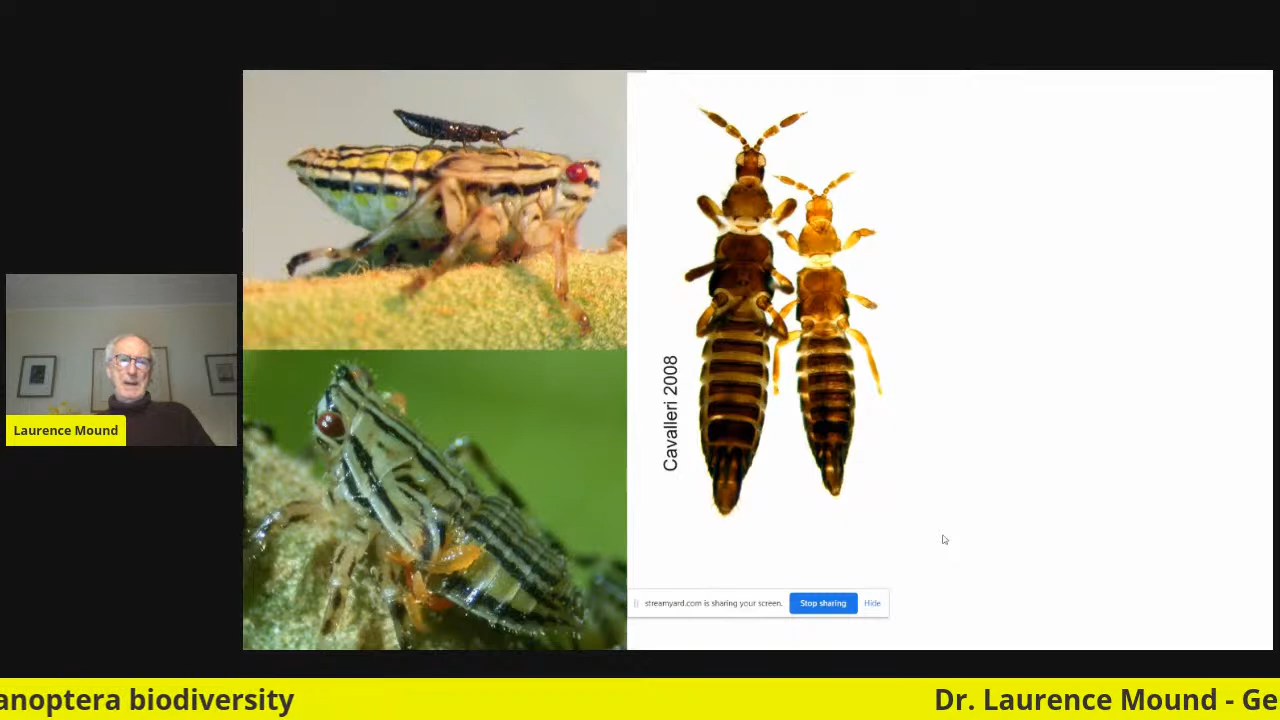 Laurence Mound
Cavalleri 2008
streamyard.com is sharing your screen.
Stop sharing
Hide
anoptera biodiversity
Dr. Laurence Mound - Ge